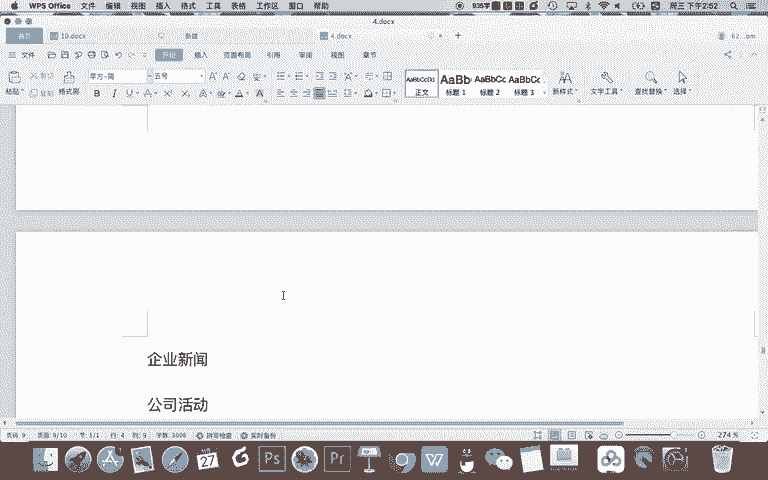 WPS Office 文件 编辑 视图 插入 格式 工具 表格 工作区 窗口 帮助
935字
周三 下午2:52
4.docx
首页 10.docx 新建 4.docx +
62
文件 开始 插入 页面布局 引用 审阅 视图 章节
粘贴 剪切 复制 格式刷
苹方-简 五号
B I U
AaBbCcDd AaBb AaBbCc AaBbCc
正文 标题 1 标题 2 标题 3
新样式 文字工具 查找替换 选择
企业新闻
公司活动
页码: 9 页面: 9/10 节: 1/1 行: 4 列: 9 字数: 3006 拼写检查 实时备份
274 %
27
Ps
Pr